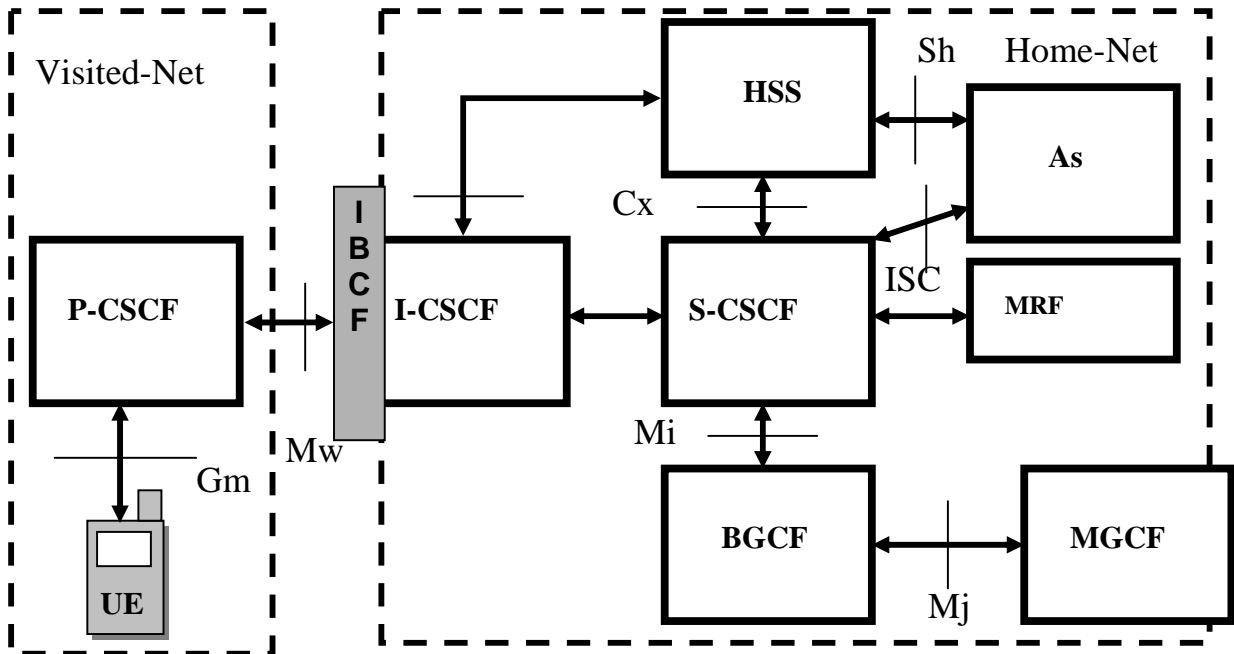 Visited-Net
Home-Net
Sh
HSS
As
Cx
I
B
C
F
ISC
P-CSCF
I-CSCF
S-CSCF
MRF
Mw
Mi
Gm
BGCF
MGCF
UE
Mj